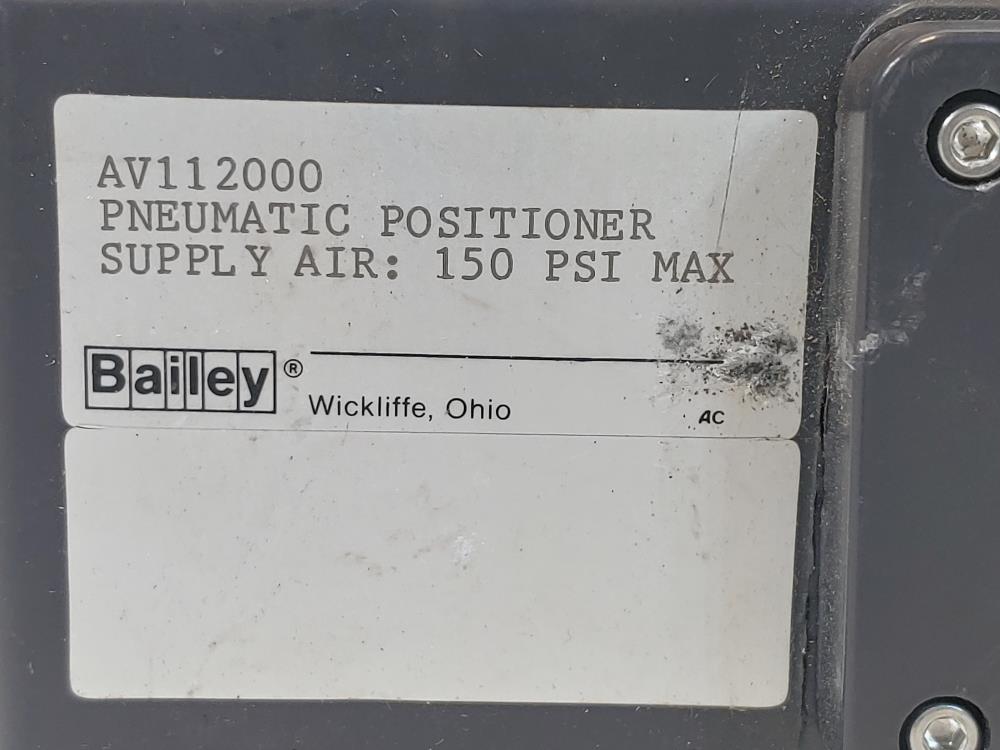 AV112000
PNEUMATIC POSITIONER
SUPPLY AIR: 150 PSI MAX
Bailey®
Wickliffe, Ohio
AC